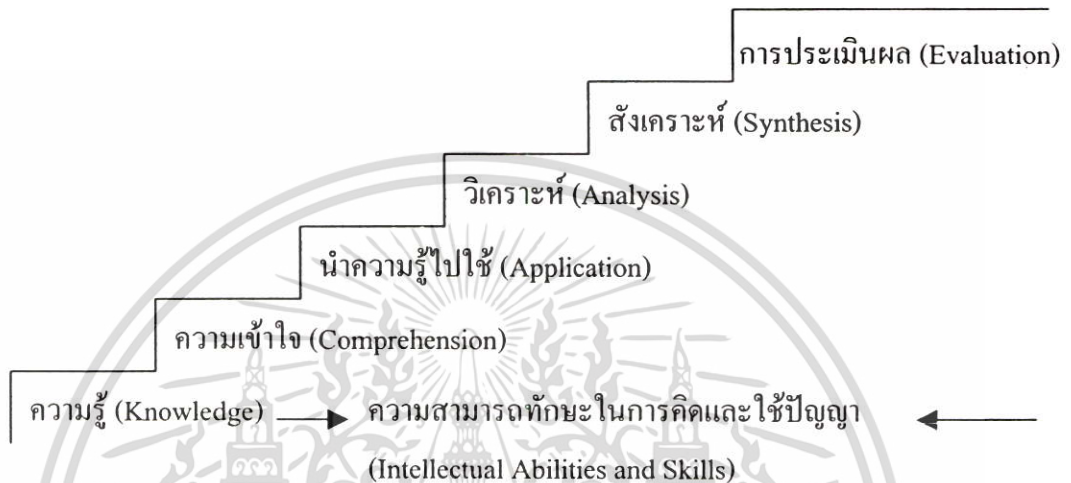 การประเมินผล (Evaluation)
สังเคราะห์ (Synthesis)
วิเคราะห์ (Analysis)
นำความรู้ไปใช้ (Application)
ความเข้าใจ (Comprehension)
ความรู้ (Knowledge) ความสามารถทักษะในการคิดและใช้ปัญญา
(Intellectual Abilities and Skills)